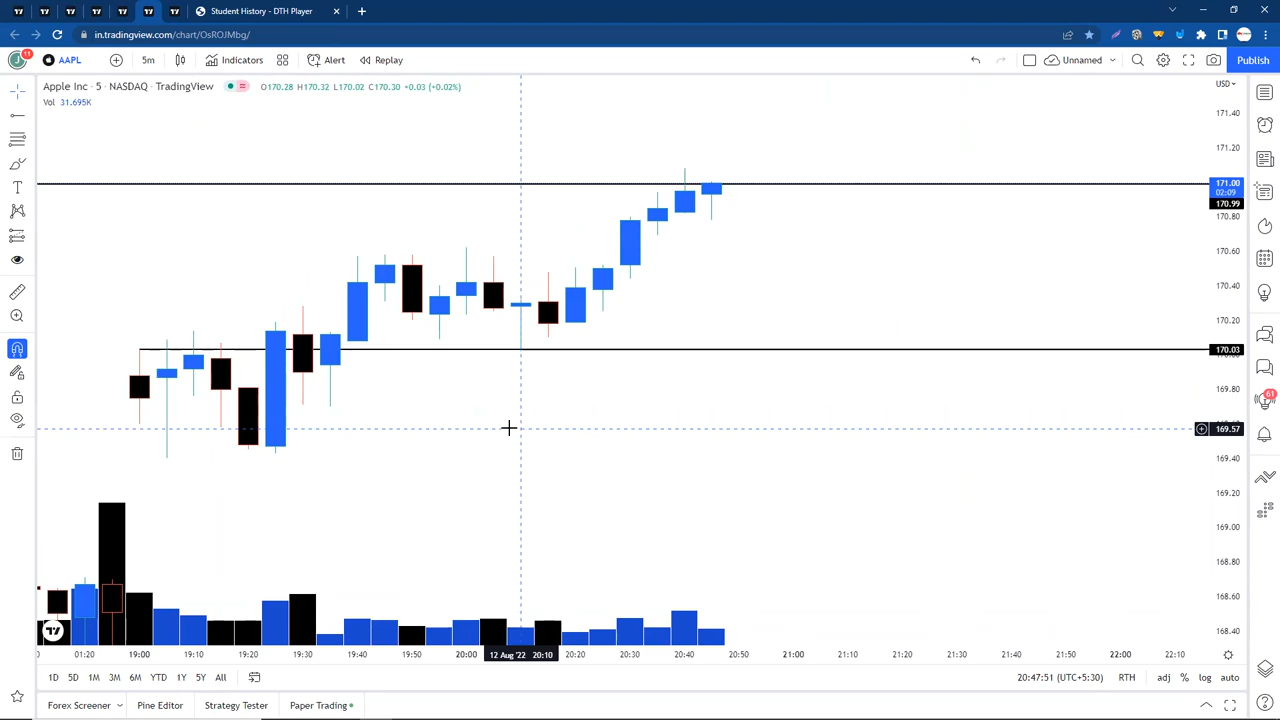 Student History - DTH Player
in.tradingview.com/chart/OsROJMbg/
11
AAPL
5m
Indicators
Alert
Replay
Unnamed
Publish
Apple Inc · 5 · NASDAQ · TradingView
O170.28 H170.32 L170.02 C170.30 +0.03 (+0.02%)
USD
Vol 31.695K
171.40
171.20
171.00
02:09
170.99
170.80
170.60
170.40
170.20
170.03
169.80
169.57
169.40
61
169.20
169.00
168.80
168.60
168.40
01:20
19:00
19:10
19:20
19:30
19:40
19:50
20:00
12 Aug '22 20:10
20:20
20:30
20:40
20:50
21:00
21:10
21:20
21:30
21:40
21:50
22:00
22:10
1D
5D
1M
3M
6M
YTD
1Y
5Y
All
20:47:51 (UTC+5:30)
RTH
adj
%
log
auto
Forex Screener
Pine Editor
Strategy Tester
Paper Trading